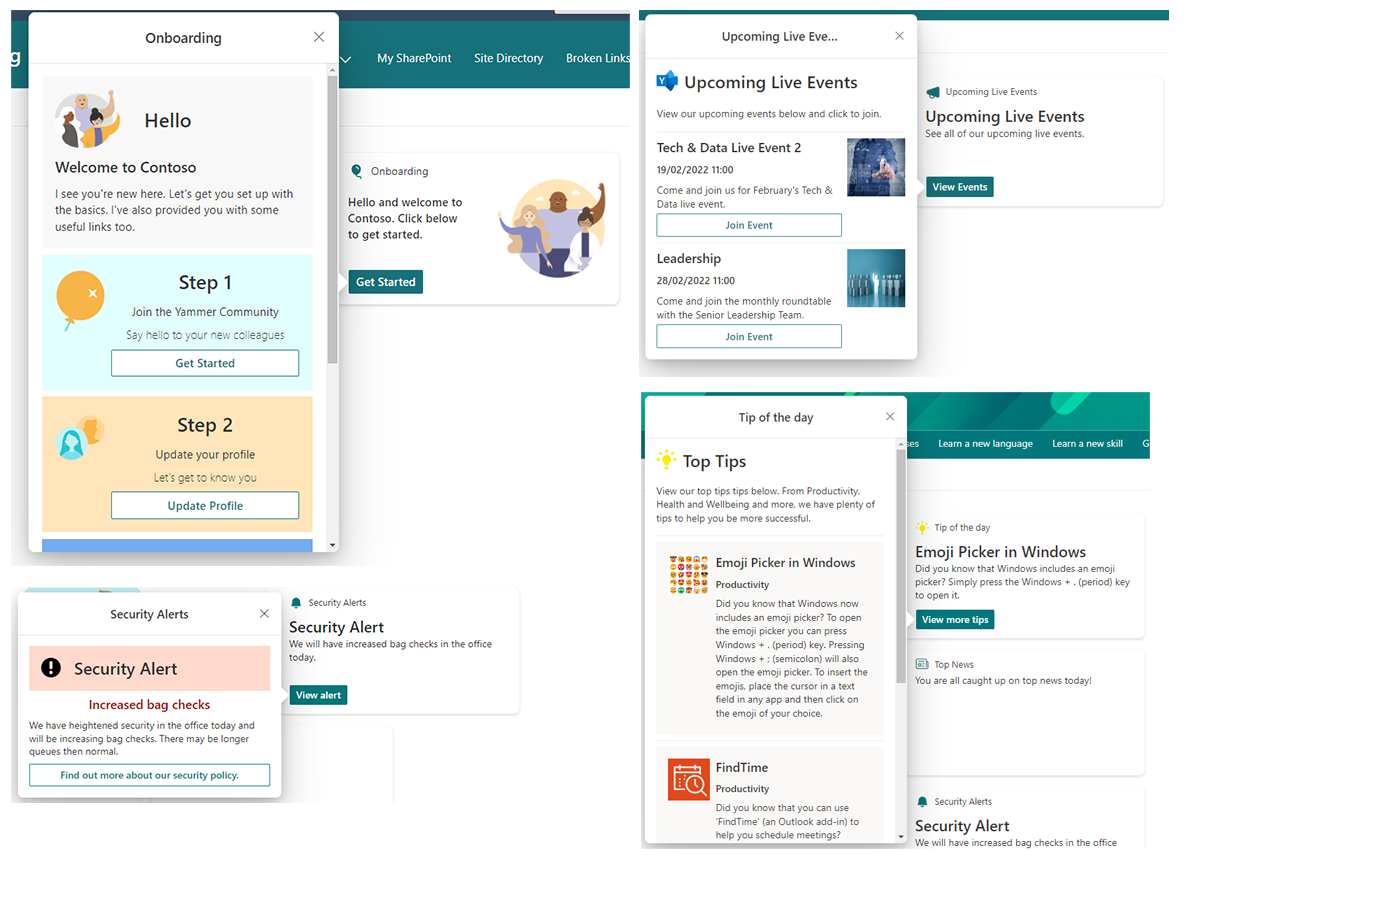 Onboarding
g
My SharePoint
Site Directory
Broken Links
Hello
Welcome to Contoso
I see you're new here. Let's get you set up with
the basics. I've also provided you with some
useful links too.
Step 1
Join the Yammer Community
Say hello to your new colleagues
Get Started
Step 2
Update your profile
Let's get to know you
Update Profile
Onboarding
Hello and welcome to
Contoso. Click below
to get started.
Get Started
Upcoming Live Eve...
Y
Upcoming Live Events
View our upcoming events below and click to join.
Tech & Data Live Event 2
19/02/2022 11:00
Come and join us for February's Tech &
Data live event.
Join Event
Leadership
28/02/2022 11:00
Come and join the monthly roundtable
with the Senior Leadership Team.
Join Event
Upcoming Live Events
Upcoming Live Events
See all of our upcoming live events.
View Events
Security Alerts
Security Alert
Increased bag checks
We have heightened security in the office today and
will be increasing bag checks. There may be longer
queues then normal.
Find out more about our security policy.
Security Alerts
Security Alert
We will have increased bag checks in the office
today.
View alert
Tip of the day
ses
Learn a new language
Learn a new skill
G
Top Tips
View our top tips tips below. From Productivity,
Health and Wellbeing and more, we have plenty of
tips to help you be more successful.
Emoji Picker in Windows
Productivity
Did you know that Windows now
includes an emoji picker? To open
the emoji picker you can press
Windows + . (period) key. Pressing
Windows + ; (semicolon) will also
open the emoji picker. To insert the
emojis, place the cursor in a text
field in any app and then click on
the emoji of your choice.
FindTime
Productivity
Did you know that you can use
'FindTime' (an Outlook add-in) to
help you schedule meetings?
Tip of the day
Emoji Picker in Windows
Did you know that Windows includes an emoji
picker? Simply press the Windows + . (period) key
to open it.
View more tips
Top News
You are all caught up on top news today!
Security Alerts
Security Alert
We will have increased bag checks in the office